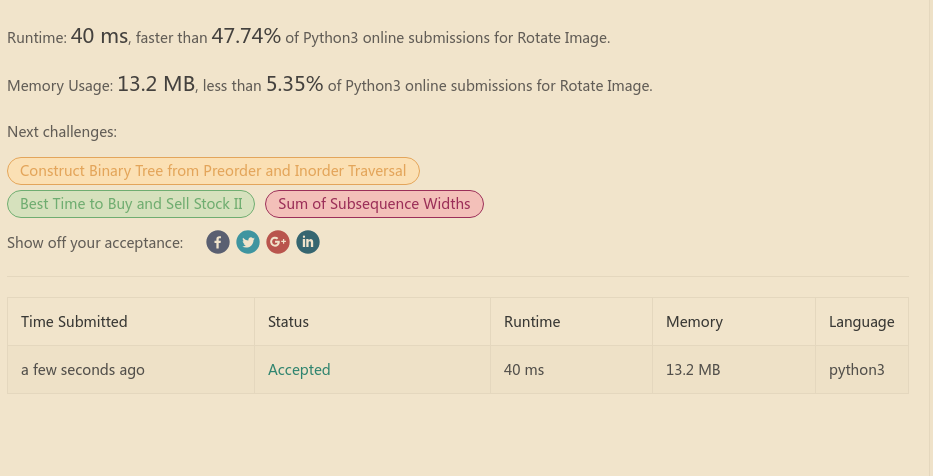 Runtime: 40 ms, faster than 47.74% of Python3 online submissions for Rotate Image.
Memory Usage: 13.2 MB, less than 5.35% of Python3 online submissions for Rotate Image.
Next challenges:
Construct Binary Tree from Preorder and Inorder Traversal
Best Time to Buy and Sell Stock II Sum of Subsequence Widths
Show off your acceptance: f G+ in
Time Submitted Status Runtime Memory Language
a few seconds ago Accepted 40 ms 13.2 MB python3